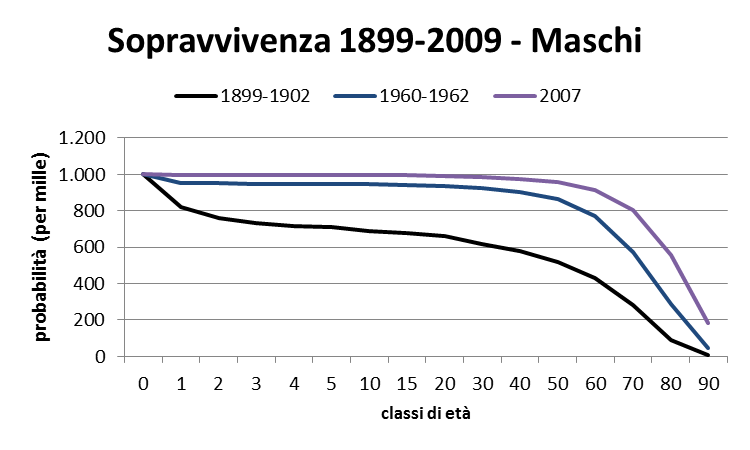 Sopravvivenza 1899-2009 - Maschi
1899-1902 1960-1962 2007
probabilità (per mille)
1.200
1.000
800
600
400
200
0
0 1 2 3 4 5 10 15 20 30 40 50 60 70 80 90
classi di età